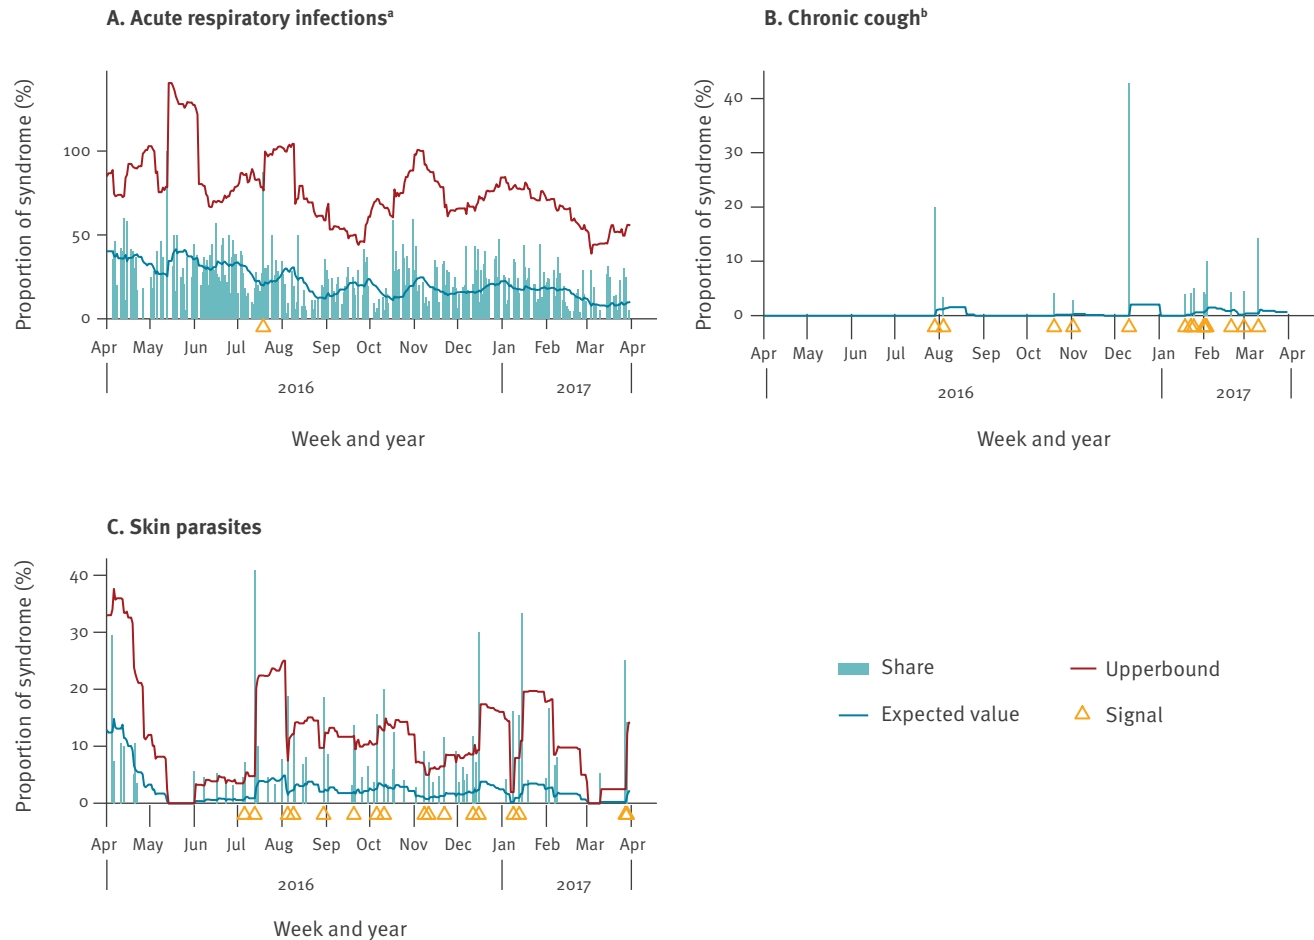 A. Acute respiratory infectionsᵃ
Proportion of syndrome (%)
100
50
0
Apr May Jun Jul Aug Sep Oct Nov Dec Jan Feb Mar Apr
2016 2017
Week and year
B. Chronic coughᵇ
Proportion of syndrome (%)
40
30
20
10
0
Apr May Jun Jul Aug Sep Oct Nov Dec Jan Feb Mar Apr
2016 2017
Week and year
C. Skin parasites
Proportion of syndrome (%)
40
30
20
10
0
Apr May Jun Jul Aug Sep Oct Nov Dec Jan Feb Mar Apr
2016 2017
Week and year
Share Upperbound
Expected value Signal